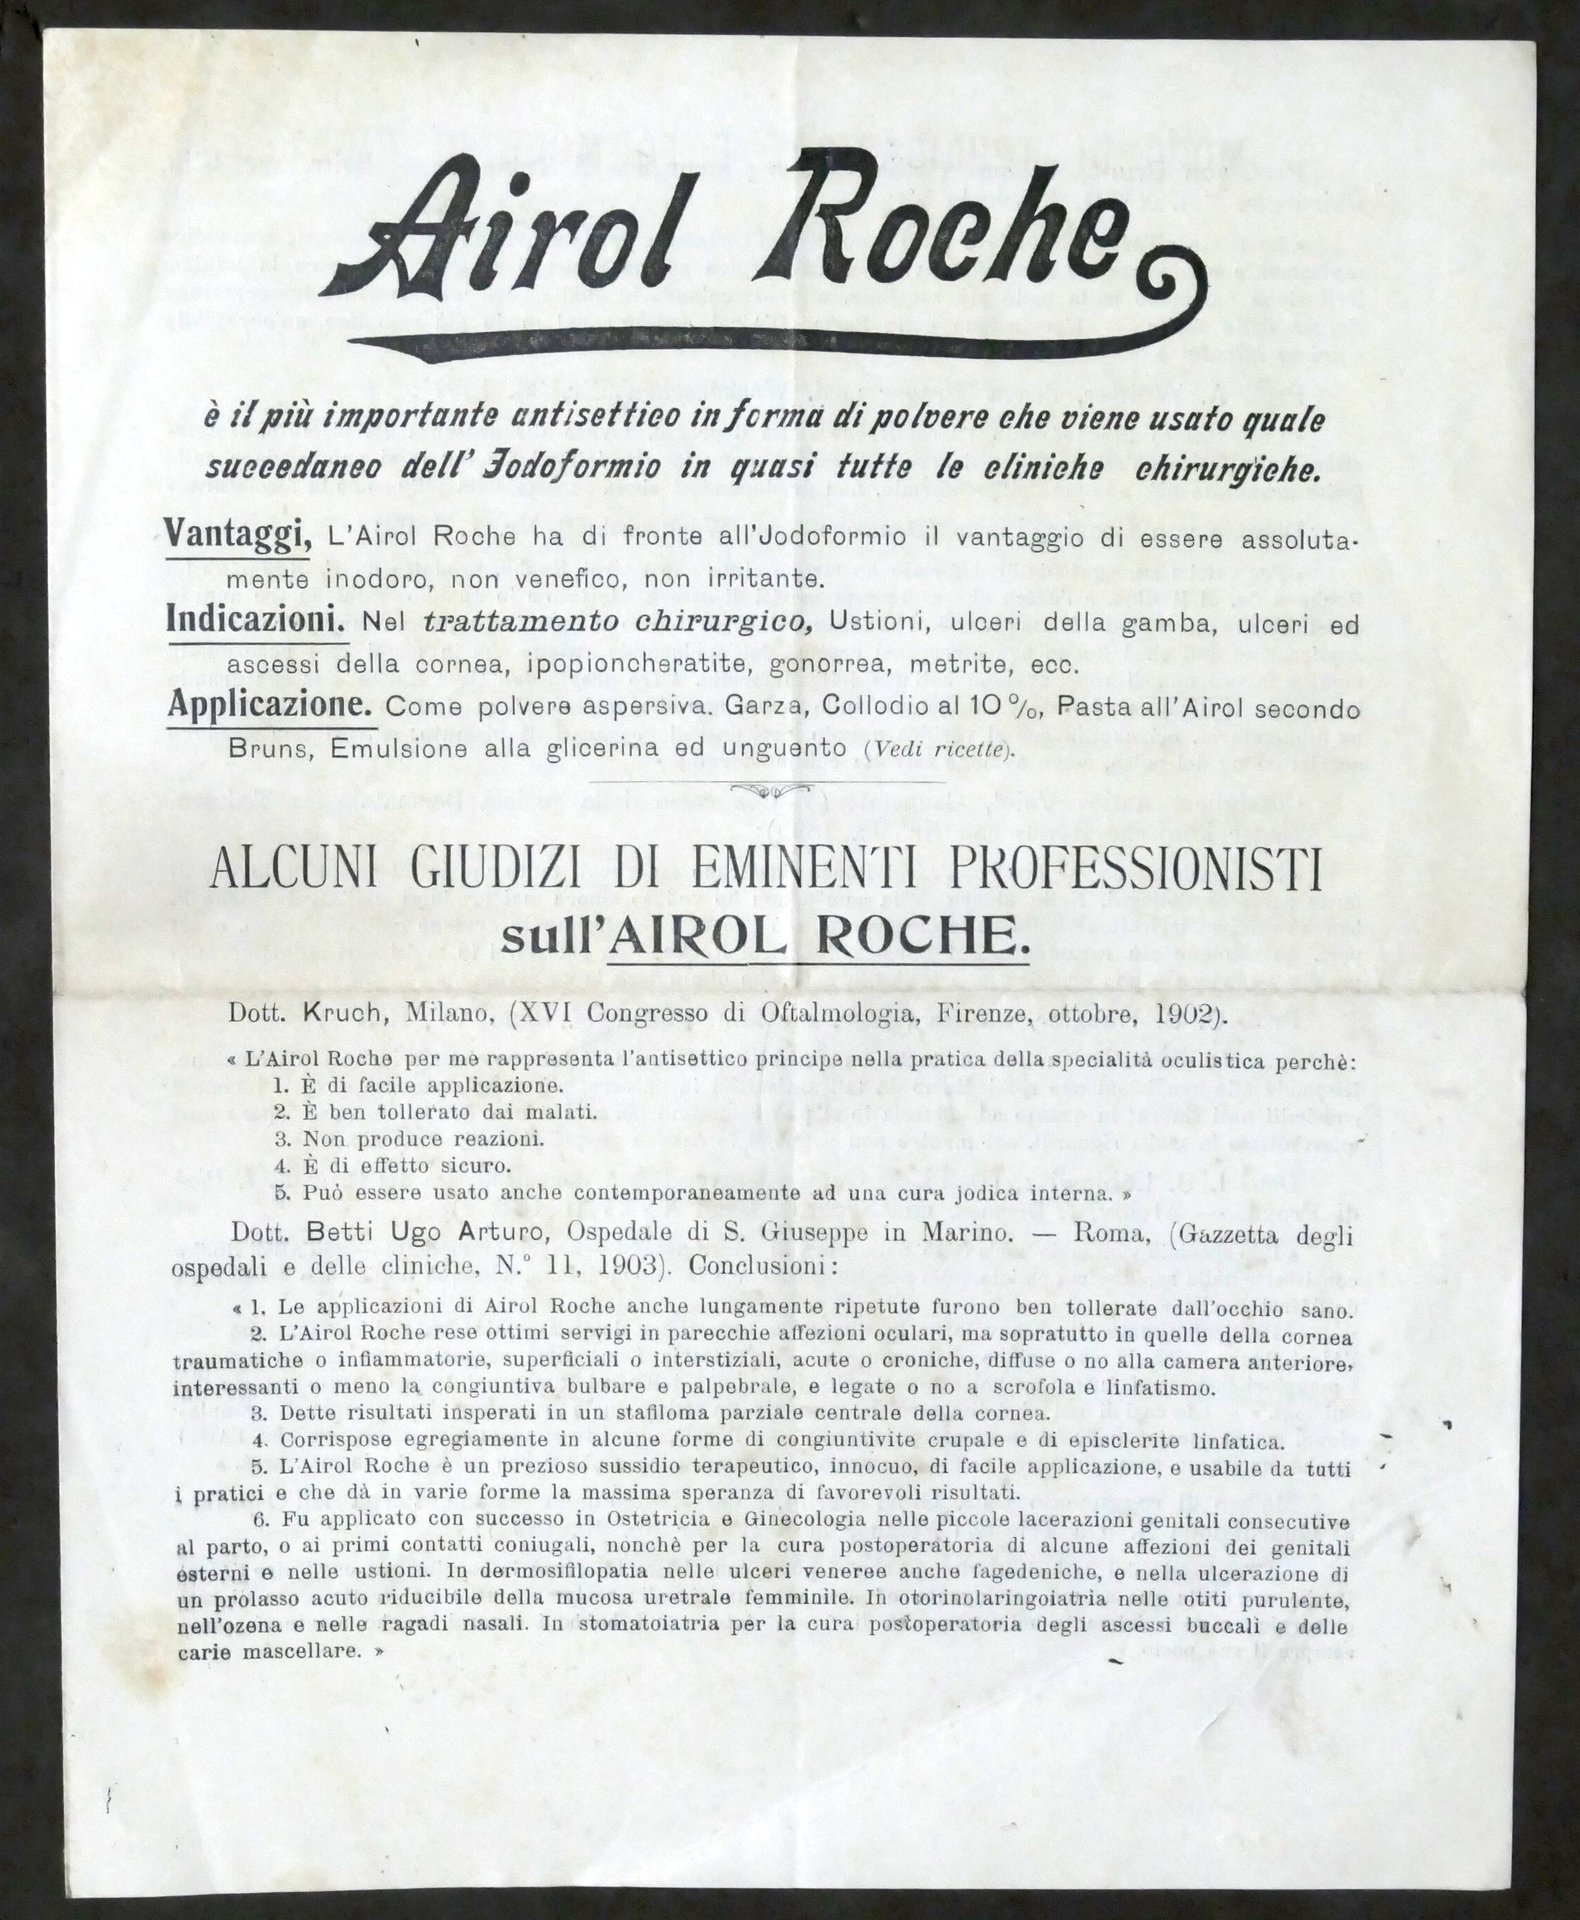 Airol Roche
è il più importante antisettico in forma di polvere che viene usato quale
succedaneo dell' Jodoformio in quasi tutte le cliniche chirurgiche.
Vantaggi, L'Airol Roche ha di fronte all'Jodoformio il vantaggio di essere assoluta-
mente inodoro, non venefico, non irritante.
Indicazioni. Nel trattamento chirurgico, Ustioni, ulceri della gamba, ulceri ed
ascessi della cornea, ipopioncheratite, gonorrea, metrite, ecc.
Applicazione. Come polvere aspersiva. Garza, Collodio al 10 %, Pasta all'Airol secondo
Bruns, Emulsione alla glicerina ed unguento (Vedi ricette).
ALCUNI GIUDIZI DI EMINENTI PROFESSIONISTI
sull'AIROL ROCHE.
Dott. Kruch, Milano, (XVI Congresso di Oftalmologia, Firenze, ottobre, 1902).
« L'Airol Roche per me rappresenta l'antisettico principe nella pratica della specialità oculistica perchè:
1. È di facile applicazione.
2. È ben tollerato dai malati.
3. Non produce reazioni.
4. È di effetto sicuro.
5. Può essere usato anche contemporaneamente ad una cura jodica interna. »
Dott. Betti Ugo Arturo, Ospedale di S. Giuseppe in Marino. — Roma, (Gazzetta degli
ospedali e delle cliniche, N.° 11, 1903). Conclusioni:
« 1. Le applicazioni di Airol Roche anche lungamente ripetute furono ben tollerate dall'occhio sano.
2. L'Airol Roche rese ottimi servigi in parecchie affezioni oculari, ma sopratutto in quelle della cornea
traumatiche o infiammatorie, superficiali o interstiziali, acute o croniche, diffuse o no alla camera anteriore,
interessanti o meno la congiuntiva bulbare e palpebrale, e legate o no a scrofola e linfatismo.
3. Dette risultati insperati in un stafiloma parziale centrale della cornea.
4. Corrispose egregiamente in alcune forme di congiuntivite crupale e di episclerite linfatica.
5. L'Airol Roche è un prezioso sussidio terapeutico, innocuo, di facile applicazione, e usabile da tutti
i pratici e che dà in varie forme la massima speranza di favorevoli risultati.
6. Fu applicato con successo in Ostetricia e Ginecologia nelle piccole lacerazioni genitali consecutive
al parto, o ai primi contatti coniugali, nonchè per la cura postoperatoria di alcune affezioni dei genitali
esterni e nelle ustioni. In dermosifilopatia nelle ulceri veneree anche fagedeniche, e nella ulcerazione di
un prolasso acuto riducibile della mucosa uretrale femminile. In otorinolaringoiatria nelle otiti purulente,
nell'ozena e nelle ragadi nasali. In stomatoiatria per la cura postoperatoria degli ascessi buccali e delle
carie mascellare. »